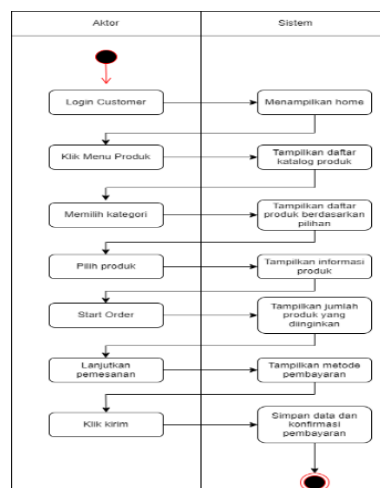 Aktor
Sistem
Login Customer
Menampilkan home
Klik Menu Produk
Tampilkan daftar
katalog produk
Memilih kategori
Tampilkan daftar
produk berdasarkan
pilihan
Pilih produk
Tampilkan informasi
produk
Start Order
Tampilkan jumlah
produk yang
diinginkan
Lanjutkan
pemesanan
Tampilkan metode
pembayaran
Klik kirim
Simpan data dan
konfirmasi
pembayaran